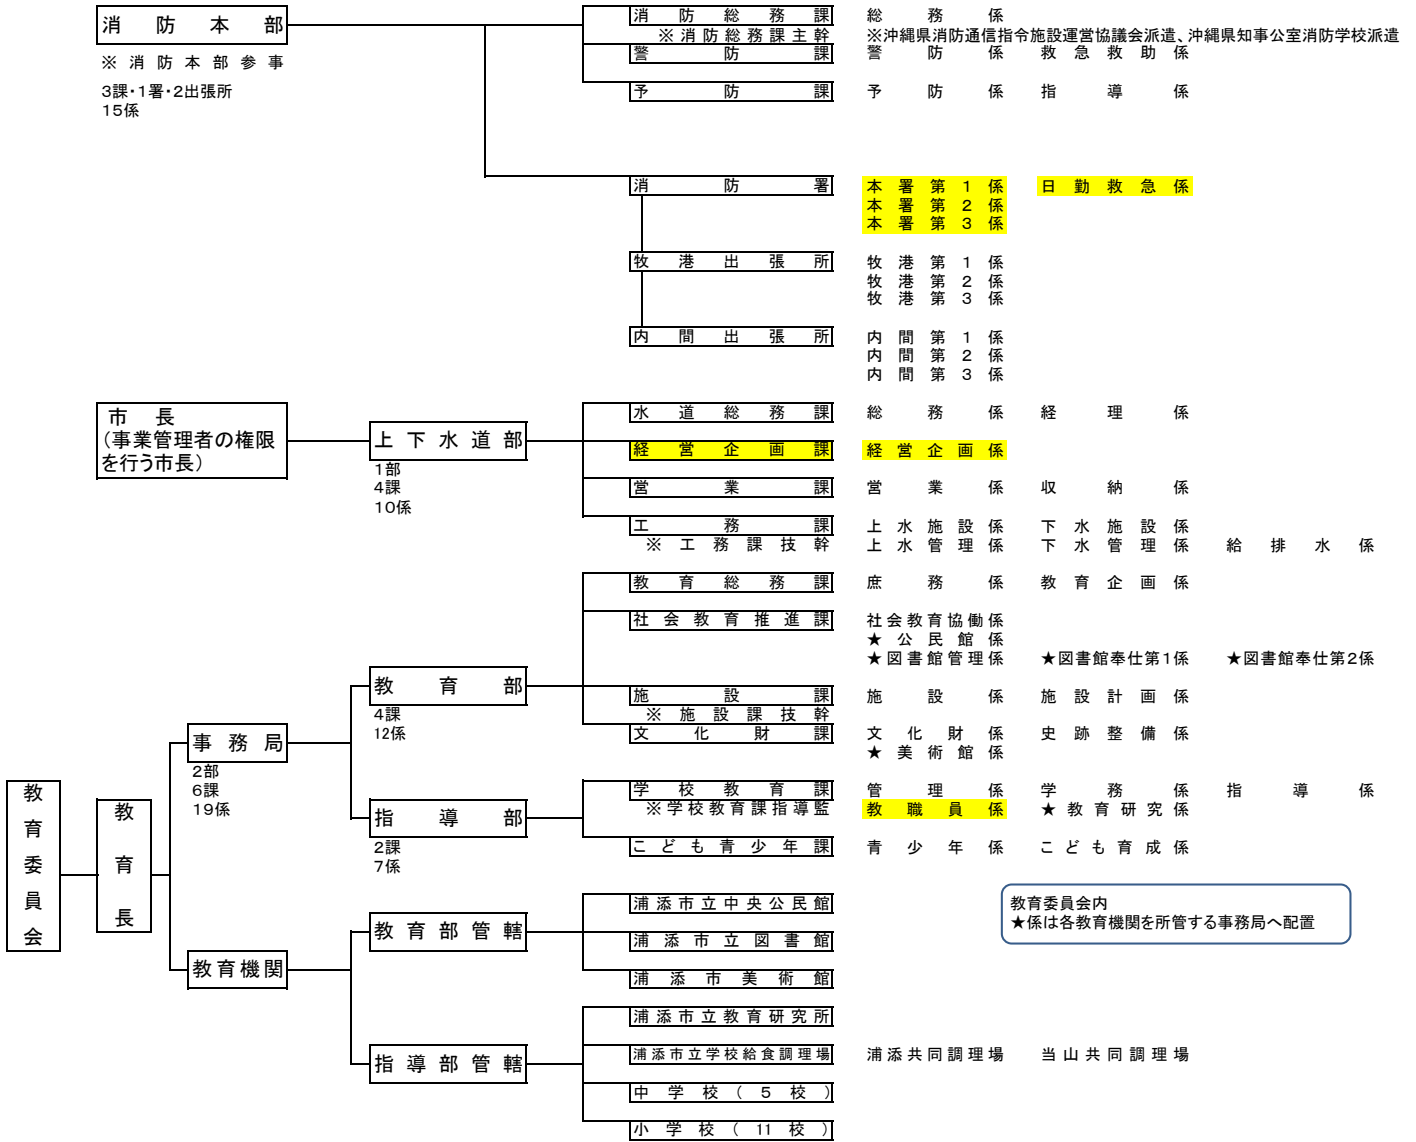 消防本部
※消防本部参事
3課・1署・2出張所
15係
消防総務課 総務係
※消防総務課主幹 ※沖縄県消防通信指令施設運営協議会派遣、沖縄県知事公室消防学校派遣
警防課 警防係 救急救助係
予防課 予防係 指導係
消防署 本署第1係 日勤救急係
本署第2係
本署第3係
牧港出張所 牧港第1係
牧港第2係
牧港第3係
内間出張所 内間第1係
内間第2係
内間第3係
市長
（事業管理者の権限
を行う市長）
上下水道部
1部
4課
10係
水道総務課 総務係 経理係
経営企画課 経営企画係
営業課 営業係 収納係
工務課 上水施設係 下水施設係
※工務課技幹 上水管理係 下水管理係 給排水係
教育委員会
教育長
事務局
2部
6課
19係
教育部
4課
12係
教育総務課 庶務係 教育企画係
社会教育推進課 社会教育協働係
★公民館係
★図書館管理係 ★図書館奉仕第1係 ★図書館奉仕第2係
施設課 施設係 施設計画係
※施設課技幹
文化財課 文化財係 史跡整備係
★美術館係
指導部
2課
7係
学校教育課 管理係 学務係 指導係
※学校教育課指導監 教職員係 ★教育研究係
こども青少年課 青少年係 こども育成係
教育機関
教育部管轄
浦添市立中央公民館
浦添市立図書館
浦添市美術館
指導部管轄
浦添市立教育研究所
浦添市立学校給食調理場 浦添共同調理場 当山共同調理場
中学校（5校）
小学校（11校）
教育委員会内
★係は各教育機関を所管する事務局へ配置